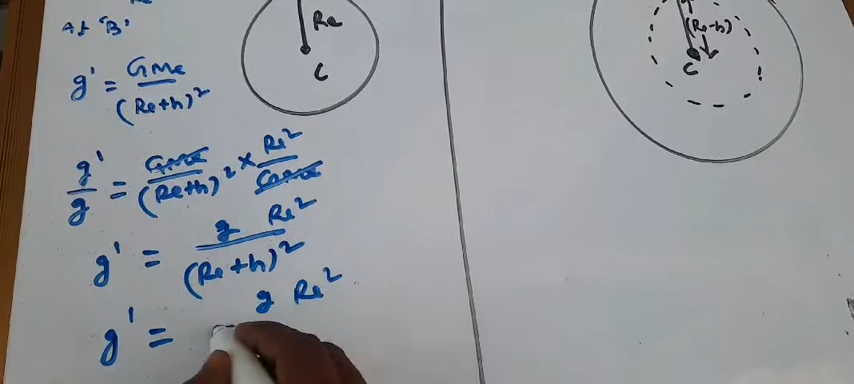 At 'B'
Re
C
g' = GMe / (Re+h)²
g'/g = GMe / (Re+h)² × Re² / GMe
g' = g Re² / (Re+h)²
g' = g Re²
(Re-h)
C